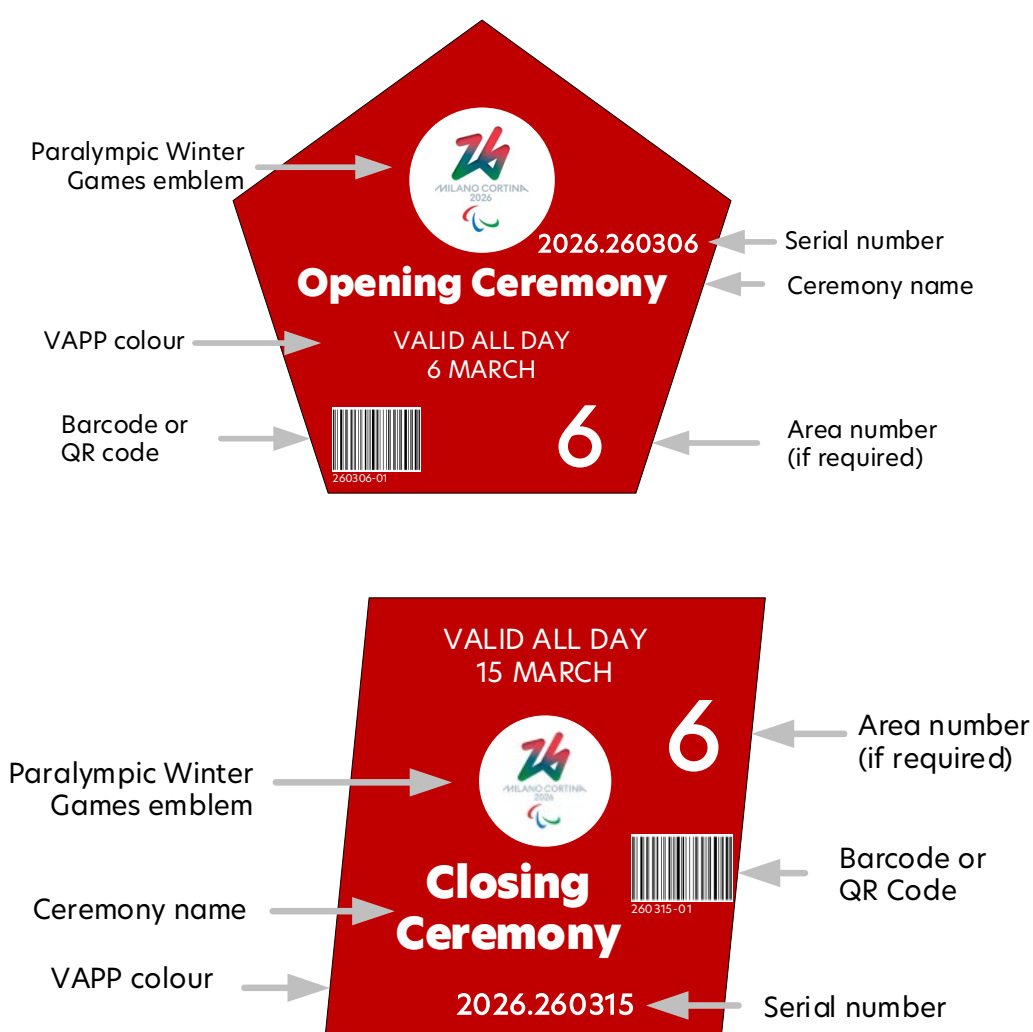 Paralympic Winter
Games emblem
MILANO CORTINA
2026
2026.260306
Serial number
Opening Ceremony
Ceremony name
VAPP colour
VALID ALL DAY
6 MARCH
Barcode or
QR code
260306-01
6
Area number
(if required)
VALID ALL DAY
15 MARCH
6
Area number
(if required)
Paralympic Winter
Games emblem
MILANO CORTINA
2026
Barcode or
QR Code
260315-01
Closing
Ceremony
Ceremony name
VAPP colour
2026.260315
Serial number